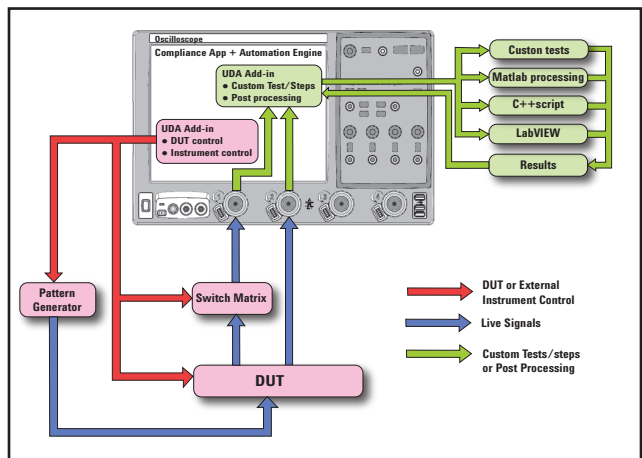 Oscilloscope
Compliance App + Automation Engine
UDA Add-in
● Custom Test/Steps
● Post processing
UDA Add-in
● DUT control
● Instrument control
Custon tests
Matlab processing
C++script
LabVIEW
Results
Pattern
Generator
Switch Matrix
DUT
DUT or External
Instrument Control
Live Signals
Custom Tests/steps
or Post Processing